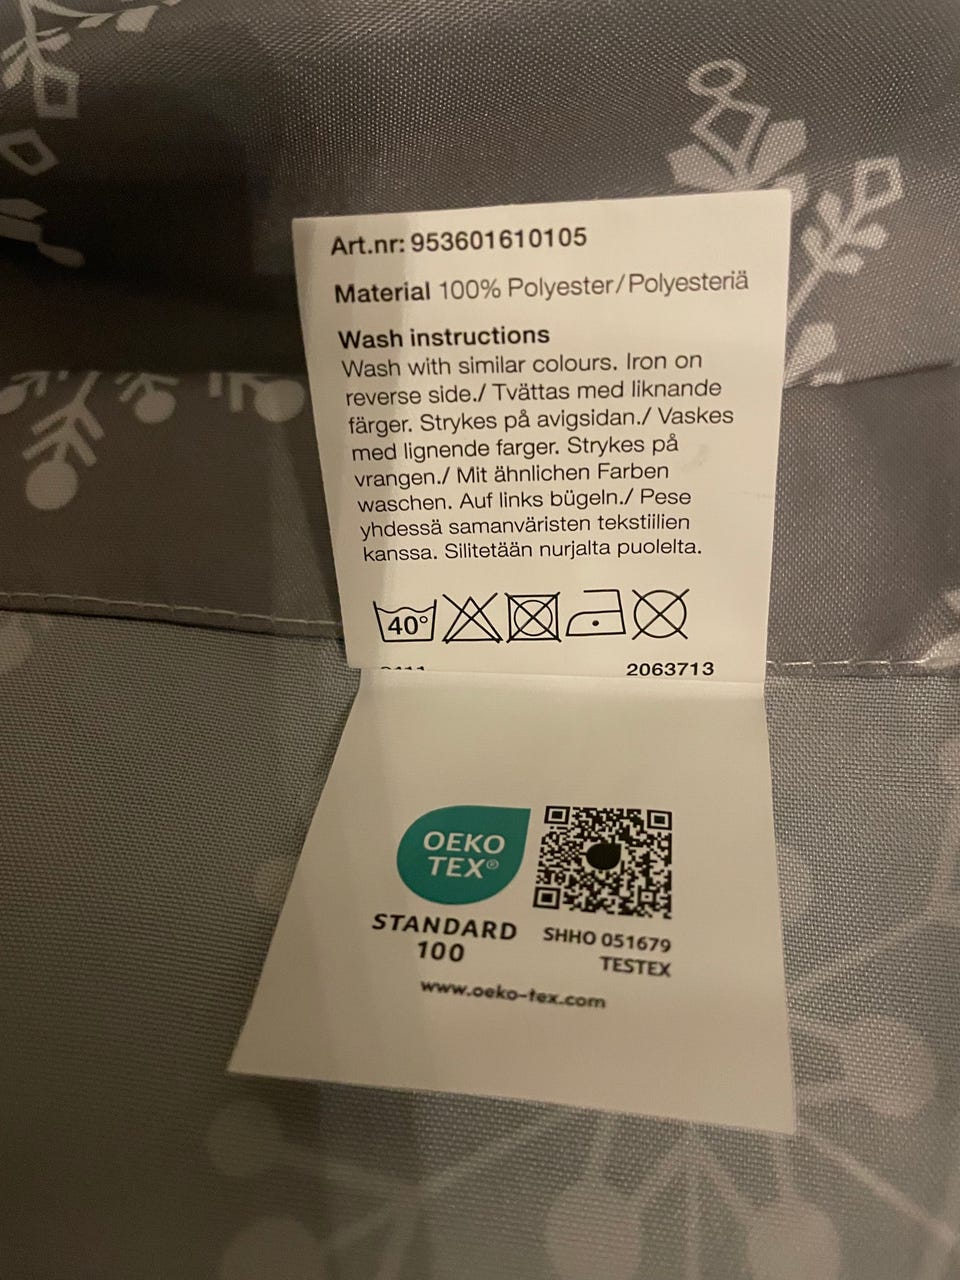 Art.nr: 953601610105
Material 100% Polyester/Polyesteriä
Wash instructions
Wash with similar colours. Iron on
reverse side./ Tvättas med liknande
färger. Strykes på avigsidan./ Vaskes
med lignende farger. Strykes på
vrangen./ Mit ähnlichen Farben
waschen. Auf links bügeln./ Pese
yhdessä samanväristen tekstiilien
kanssa. Silitetään nurjalta puolelta.
40°
2063713
OEKO
TEX®
STANDARD
100
SHHO 051679
TESTEX
www.oeko-tex.com